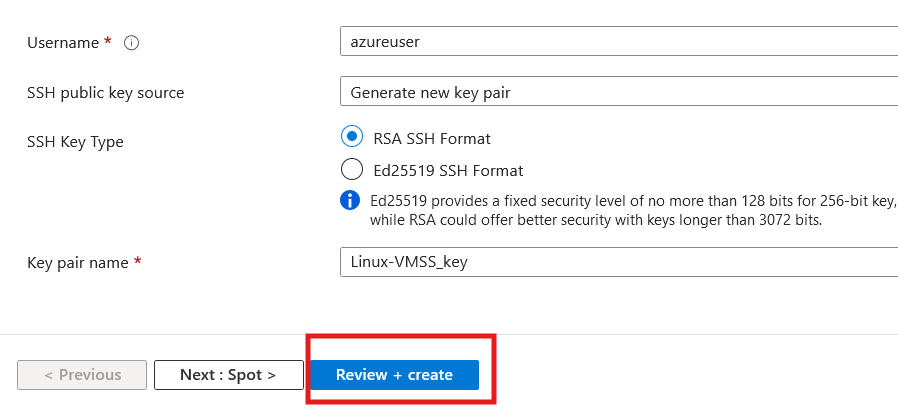 Username *
azureuser
SSH public key source
Generate new key pair
SSH Key Type
RSA SSH Format
Ed25519 SSH Format
Ed25519 provides a fixed security level of no more than 128 bits for 256-bit key,
while RSA could offer better security with keys longer than 3072 bits.
Key pair name *
Linux-VMSS_key
< Previous
Next : Spot >
Review + create